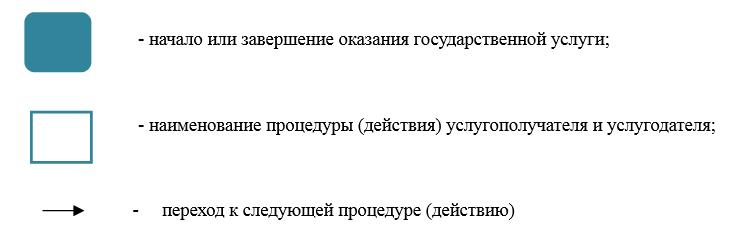 - начало или завершение оказания государственной услуги;
- наименование процедуры (действия) услугополучателя и услугодателя;
- переход к следующей процедуре (действию)